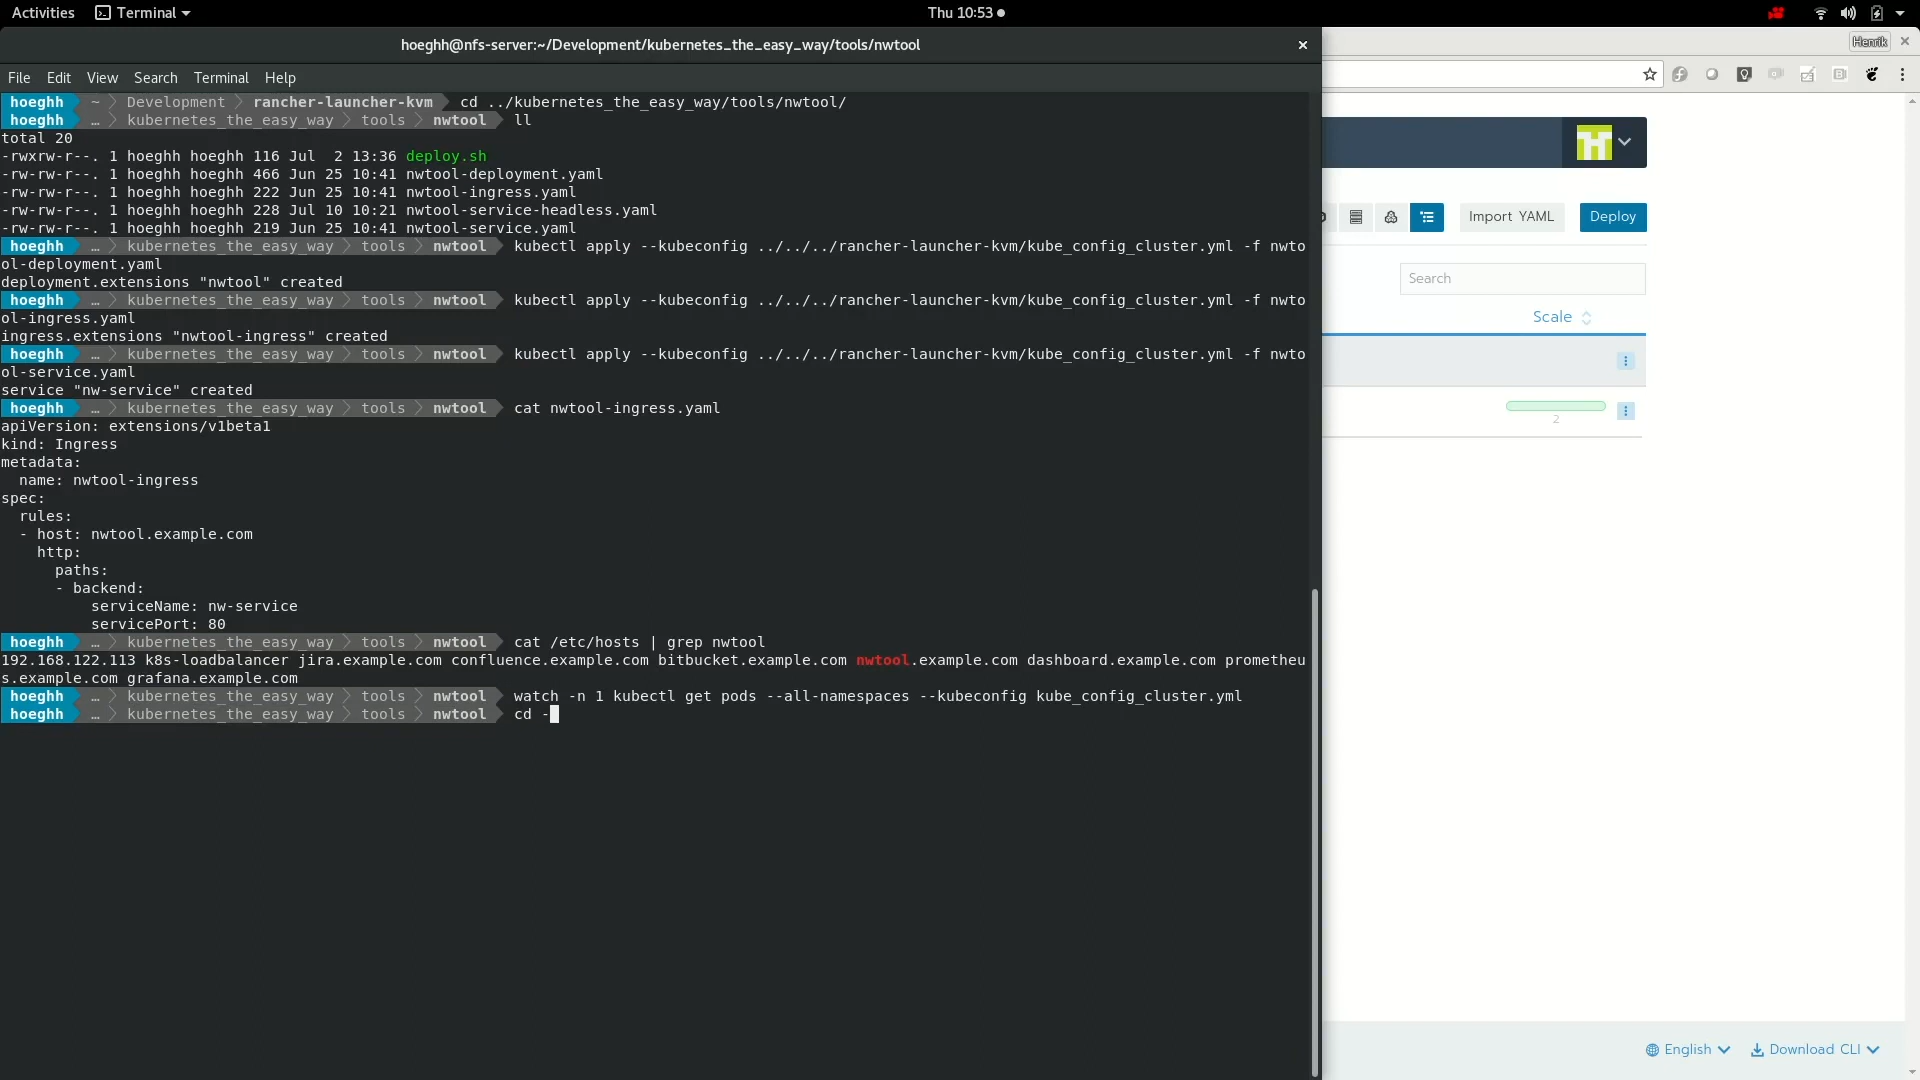 Activities Terminal Thu 10:53
hoeghh@nfs-server:~/Development/kubernetes_the_easy_way/tools/nwtool
Henrik
File Edit View Search Terminal Help
hoeghh ~ Development rancher-launcher-kvm cd ../kubernetes_the_easy_way/tools/nwtool/
hoeghh … kubernetes_the_easy_way tools nwtool ll
total 20
-rwxrw-r--. 1 hoeghh hoeghh 116 Jul  2 13:36 deploy.sh
-rw-rw-r--. 1 hoeghh hoeghh 466 Jun 25 10:41 nwtool-deployment.yaml
-rw-rw-r--. 1 hoeghh hoeghh 222 Jun 25 10:41 nwtool-ingress.yaml
-rw-rw-r--. 1 hoeghh hoeghh 228 Jul 10 10:21 nwtool-service-headless.yaml
-rw-rw-r--. 1 hoeghh hoeghh 219 Jun 25 10:41 nwtool-service.yaml
hoeghh … kubernetes_the_easy_way tools nwtool kubectl apply --kubeconfig ../../../rancher-launcher-kvm/kube_config_cluster.yml -f nwto
ol-deployment.yaml
deployment.extensions "nwtool" created
hoeghh … kubernetes_the_easy_way tools nwtool kubectl apply --kubeconfig ../../../rancher-launcher-kvm/kube_config_cluster.yml -f nwto
ol-ingress.yaml
ingress.extensions "nwtool-ingress" created
hoeghh … kubernetes_the_easy_way tools nwtool kubectl apply --kubeconfig ../../../rancher-launcher-kvm/kube_config_cluster.yml -f nwto
ol-service.yaml
service "nw-service" created
hoeghh … kubernetes_the_easy_way tools nwtool cat nwtool-ingress.yaml
apiVersion: extensions/v1beta1
kind: Ingress
metadata:
  name: nwtool-ingress
spec:
  rules:
  - host: nwtool.example.com
    http:
      paths:
      - backend:
          serviceName: nw-service
          servicePort: 80
hoeghh … kubernetes_the_easy_way tools nwtool cat /etc/hosts | grep nwtool
192.168.122.113 k8s-loadbalancer jira.example.com confluence.example.com bitbucket.example.com nwtool.example.com dashboard.example.com prometheu
s.example.com grafana.example.com
hoeghh … kubernetes_the_easy_way tools nwtool watch -n 1 kubectl get pods --all-namespaces --kubeconfig kube_config_cluster.yml
hoeghh … kubernetes_the_easy_way tools nwtool cd -
Import YAML Deploy
Search
Scale
2
English Download CLI